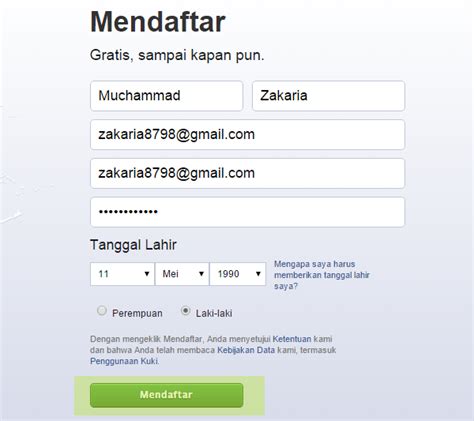 Mendaftar
Gratis, sampai kapan pun.
Muchammad Zakaria
zakaria8798@gmail.com
zakaria8798@gmail.com
••••••••••••
Tanggal Lahir
11 Mei 1990
Mengapa saya harus
memberikan tanggal lahir
saya?
Perempuan Laki-laki
Dengan mengeklik Mendaftar, Anda menyetujui Ketentuan kami
dan bahwa Anda telah membaca Kebijakan Data kami, termasuk
Penggunaan Kuki.
Mendaftar